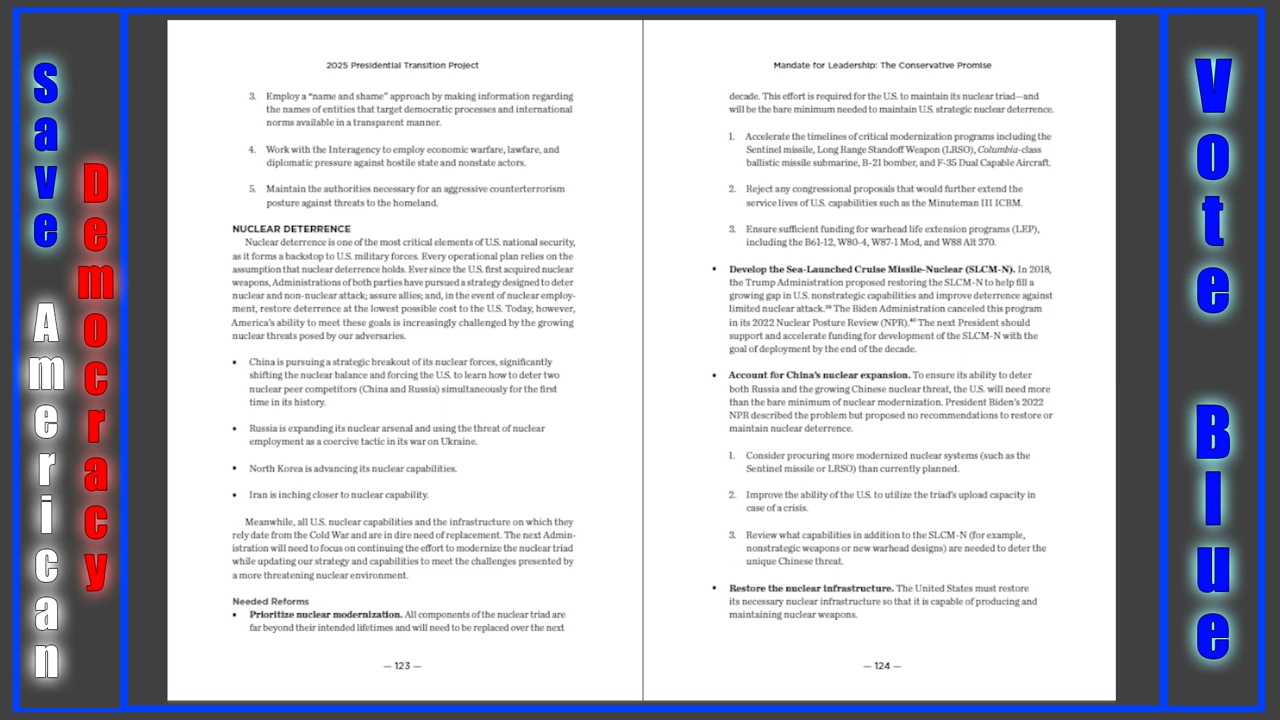 Save
American
Democracy
2025 Presidential Transition Project
3. Employ a “name and shame” approach by making information regarding
the names of entities that target democratic processes and international
norms available in a transparent manner.
4. Work with the Interagency to employ economic warfare, lawfare, and
diplomatic pressure against hostile state and nonstate actors.
5. Maintain the authorities necessary for an aggressive counterterrorism
posture against threats to the homeland.
NUCLEAR DETERRENCE
Nuclear deterrence is one of the most critical elements of U.S. national security,
as it forms a backstop to U.S. military forces. Every operational plan relies on the
assumption that nuclear deterrence holds. Ever since the U.S. first acquired nuclear
weapons, Administrations of both parties have pursued a strategy designed to deter
nuclear and non-nuclear attack; assure allies; and, in the event of nuclear employ-
ment, restore deterrence at the lowest possible cost to the U.S. Today, however,
America’s ability to meet these goals is increasingly challenged by the growing
nuclear threats posed by our adversaries.
• China is pursuing a strategic breakout of its nuclear forces, significantly
shifting the nuclear balance and forcing the U.S. to learn how to deter two
nuclear peer competitors (China and Russia) simultaneously for the first
time in its history.
• Russia is expanding its nuclear arsenal and using the threat of nuclear
employment as a coercive tactic in its war on Ukraine.
• North Korea is advancing its nuclear capabilities.
• Iran is inching closer to nuclear capability.
Meanwhile, all U.S. nuclear capabilities and the infrastructure on which they
rely date from the Cold War and are in dire need of replacement. The next Admin-
istration will need to focus on continuing the effort to modernize the nuclear triad
while updating our strategy and capabilities to meet the challenges presented by
a more threatening nuclear environment.
Needed Reforms
• Prioritize nuclear modernization. All components of the nuclear triad are
far beyond their intended lifetimes and will need to be replaced over the next
— 123 —
Mandate for Leadership: The Conservative Promise
decade. This effort is required for the U.S. to maintain its nuclear triad—and
will be the bare minimum needed to maintain U.S. strategic nuclear deterrence.
1. Accelerate the timelines of critical modernization programs including the
Sentinel missile, Long Range Standoff Weapon (LRSO), Columbia-class
ballistic missile submarine, B-21 bomber, and F-35 Dual Capable Aircraft.
2. Reject any congressional proposals that would further extend the
service lives of U.S. capabilities such as the Minuteman III ICBM.
3. Ensure sufficient funding for warhead life extension programs (LEP),
including the B61-12, W80-4, W87-1 Mod, and W88 Alt 370.
• Develop the Sea-Launched Cruise Missile-Nuclear (SLCM-N). In 2018,
the Trump Administration proposed restoring the SLCM-N to help fill a
growing gap in U.S. nonstrategic capabilities and improve deterrence against
limited nuclear attack.39 The Biden Administration canceled this program
in its 2022 Nuclear Posture Review (NPR).40 The next President should
support and accelerate funding for development of the SLCM-N with the
goal of deployment by the end of the decade.
• Account for China’s nuclear expansion. To ensure its ability to deter
both Russia and the growing Chinese nuclear threat, the U.S. will need more
than the bare minimum of nuclear modernization. President Biden’s 2022
NPR described the problem but proposed no recommendations to restore or
maintain nuclear deterrence.
1. Consider procuring more modernized nuclear systems (such as the
Sentinel missile or LRSO) than currently planned.
2. Improve the ability of the U.S. to utilize the triad’s upload capacity in
case of a crisis.
3. Review what capabilities in addition to the SLCM-N (for example,
nonstrategic weapons or new warhead designs) are needed to deter the
unique Chinese threat.
• Restore the nuclear infrastructure. The United States must restore
its necessary nuclear infrastructure so that it is capable of producing and
maintaining nuclear weapons.
— 124 —
Vote Blue